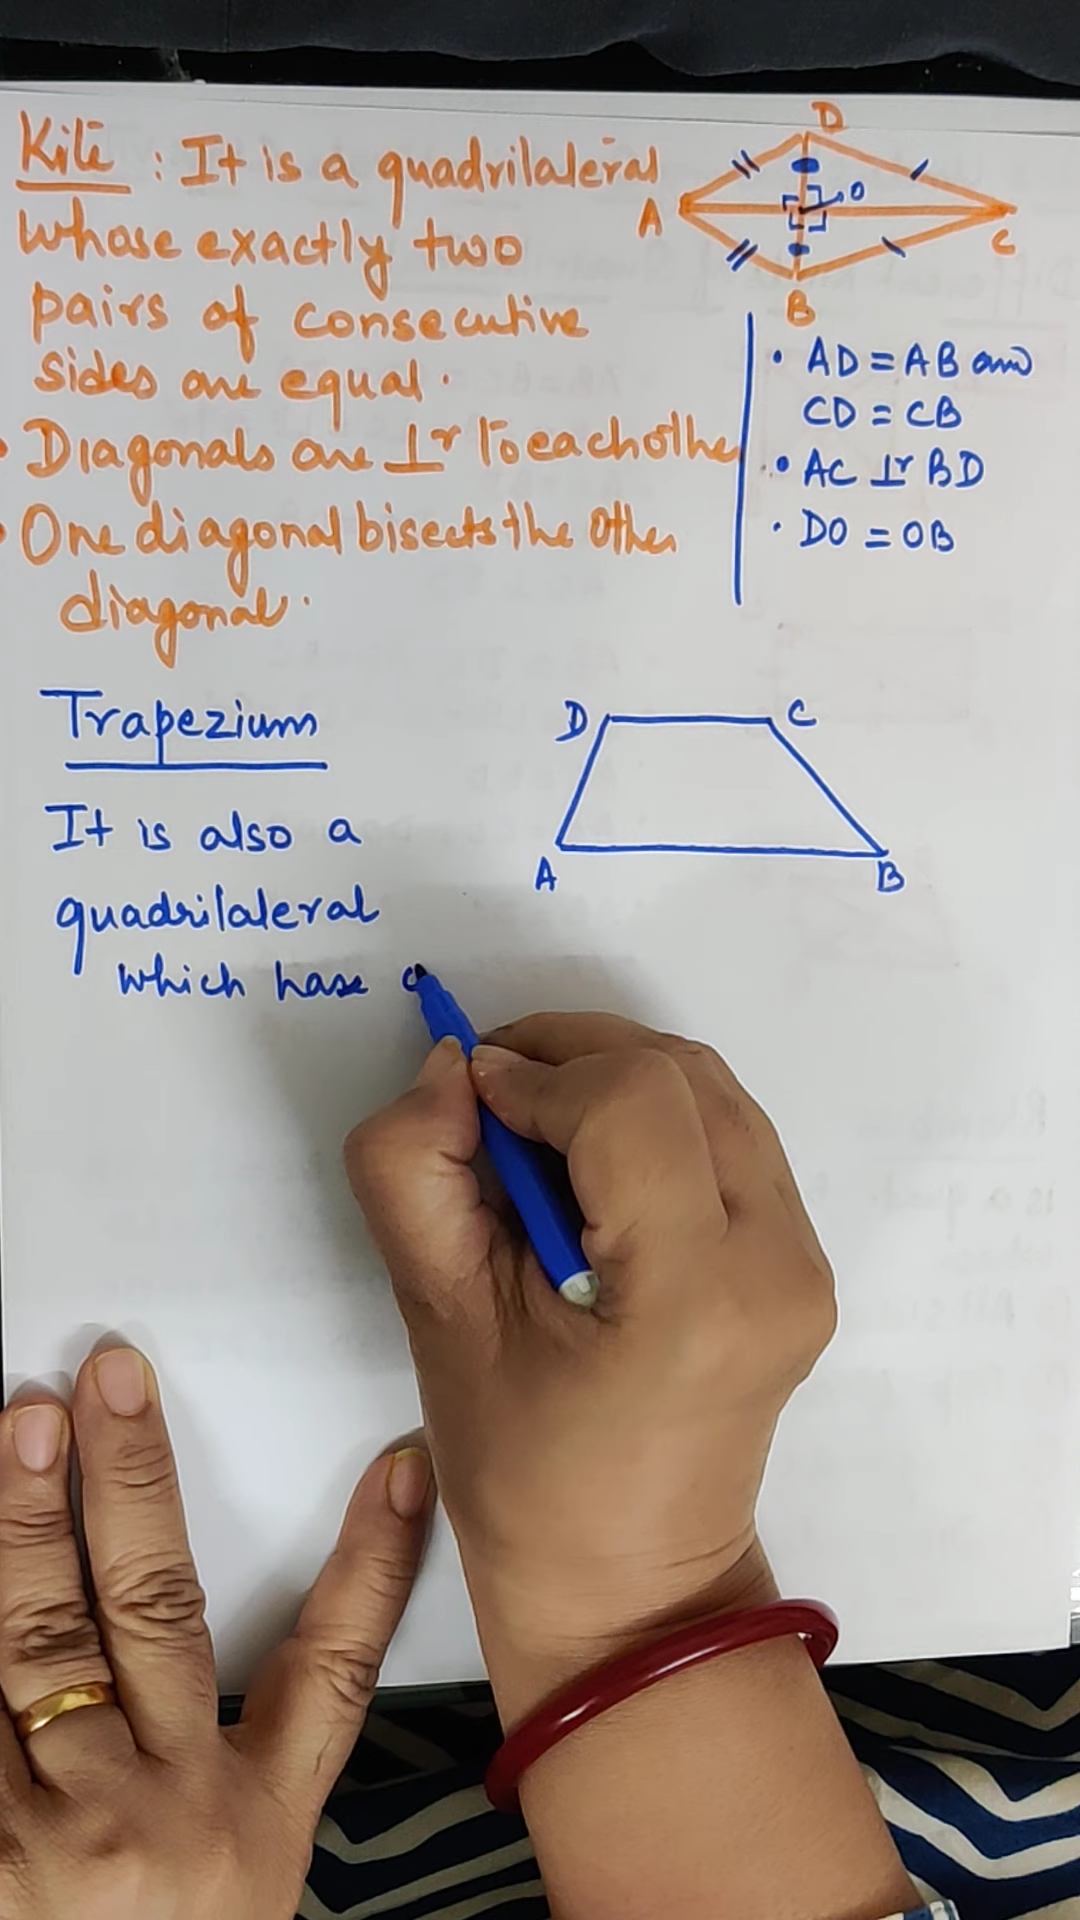 Kite : It is a quadrilateral
whose exactly two
pairs of consecutive
sides are equal.
• Diagonals are ⊥r to each other
• One diagonal bisects the other
diagonal.
D
A
O
C
B
• AD = AB and
CD = CB
• AC ⊥r BD
• DO = OB
Trapezium
It is also a
quadrilateral
which hase
D C
A B